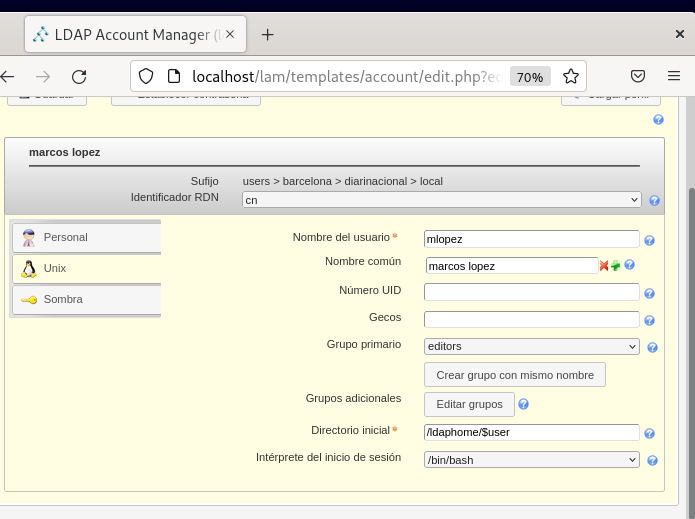 LDAP Account Manager (l
localhost/lam/templates/account/edit.php?ed
70%
marcos lopez
Sufijo users > barcelona > diarinacional > local
Identificador RDN cn
Personal
Unix
Sombra
Nombre del usuario* mlopez
Nombre común marcos lopez
Número UID
Gecos
Grupo primario editors
Crear grupo con mismo nombre
Grupos adicionales Editar grupos
Directorio inicial* /ldaphome/$user
Intérprete del inicio de sesión /bin/bash